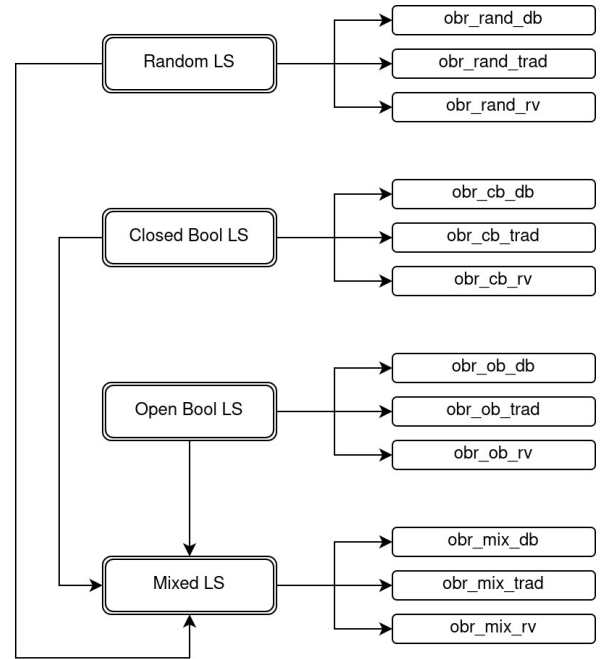 Random LS
obr_rand_db
obr_rand_trad
obr_rand_rv
Closed Bool LS
obr_cb_db
obr_cb_trad
obr_cb_rv
Open Bool LS
obr_ob_db
obr_ob_trad
obr_ob_rv
Mixed LS
obr_mix_db
obr_mix_trad
obr_mix_rv